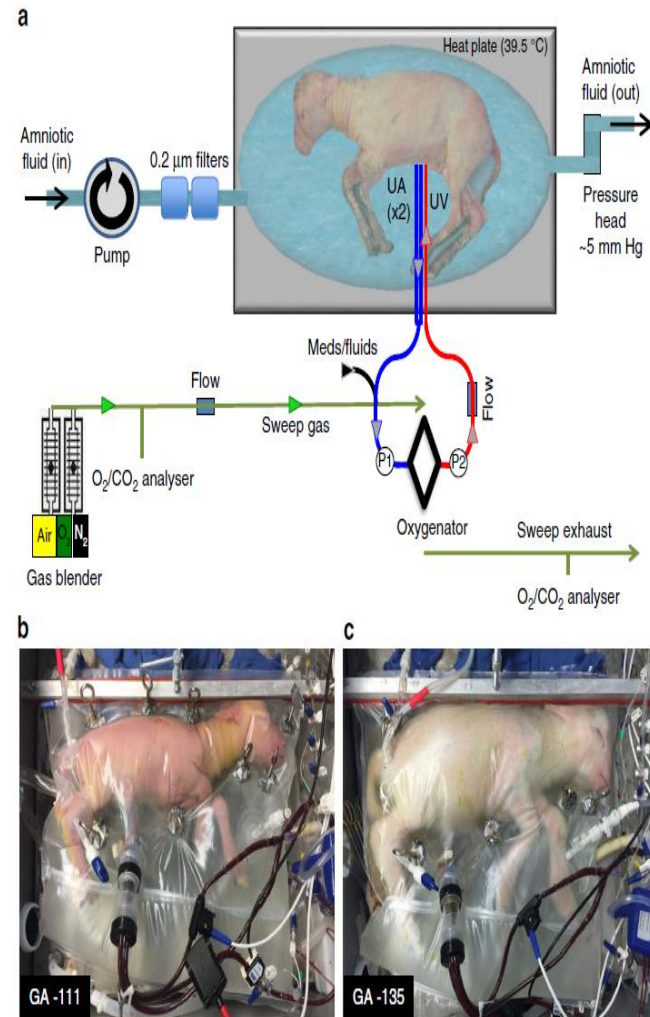 a
Heat plate (39.5 °C)
Amniotic
fluid (out)
Amniotic
fluid (in)
0.2 μm filters
UA
(x2)
UV
Pump
Pressure
head
~5 mm Hg
Meds/fluids
Flow
Flow
Sweep gas
P1
P2
O₂/CO₂ analyser
Oxygenator
Air
O₂
N₂
Gas blender
Sweep exhaust
O₂/CO₂ analyser
b
c
GA -111
GA -135